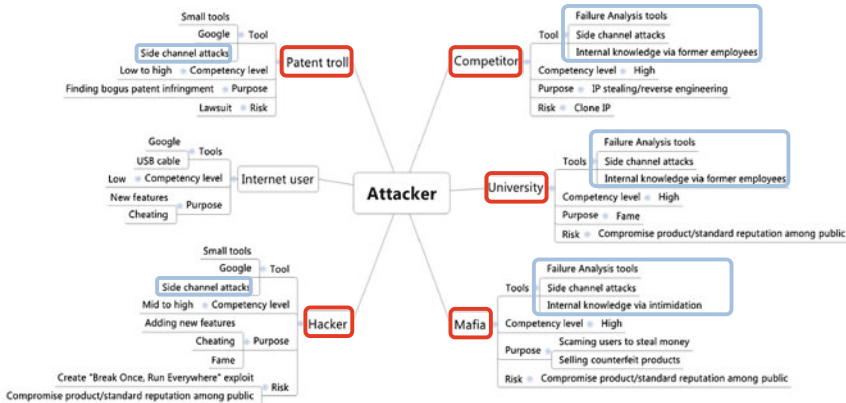 Small tools
Google
Side channel attacks
Tool
Low to high
Competency level
Finding bogus patent infringment
Purpose
Lawsuit
Risk
Patent troll
Google
USB cable
Tools
Low
Competency level
New features
Cheating
Purpose
Internet user
Small tools
Google
Side channel attacks
Tool
Mid to high
Competency level
Adding new features
Cheating
Fame
Purpose
Create "Break Once, Run Everywhere" exploit
Compromise product/standard reputation among public
Risk
Hacker
Attacker
Competitor
Tool
Failure Analysis tools
Side channel attacks
Internal knowledge via former employees
Competency level
High
Purpose
IP stealing/reverse engineering
Risk
Clone IP
University
Tools
Failure Analysis tools
Side channel attacks
Internal knowledge via former employees
Competency level
High
Purpose
Fame
Risk
Compromise product/standard reputation among public
Mafia
Tools
Failure Analysis tools
Side channel attacks
Internal knowledge via intimidation
Competency level
High
Purpose
Scaming users to steal money
Selling counterfeit products
Risk
Compromise product/standard reputation among public